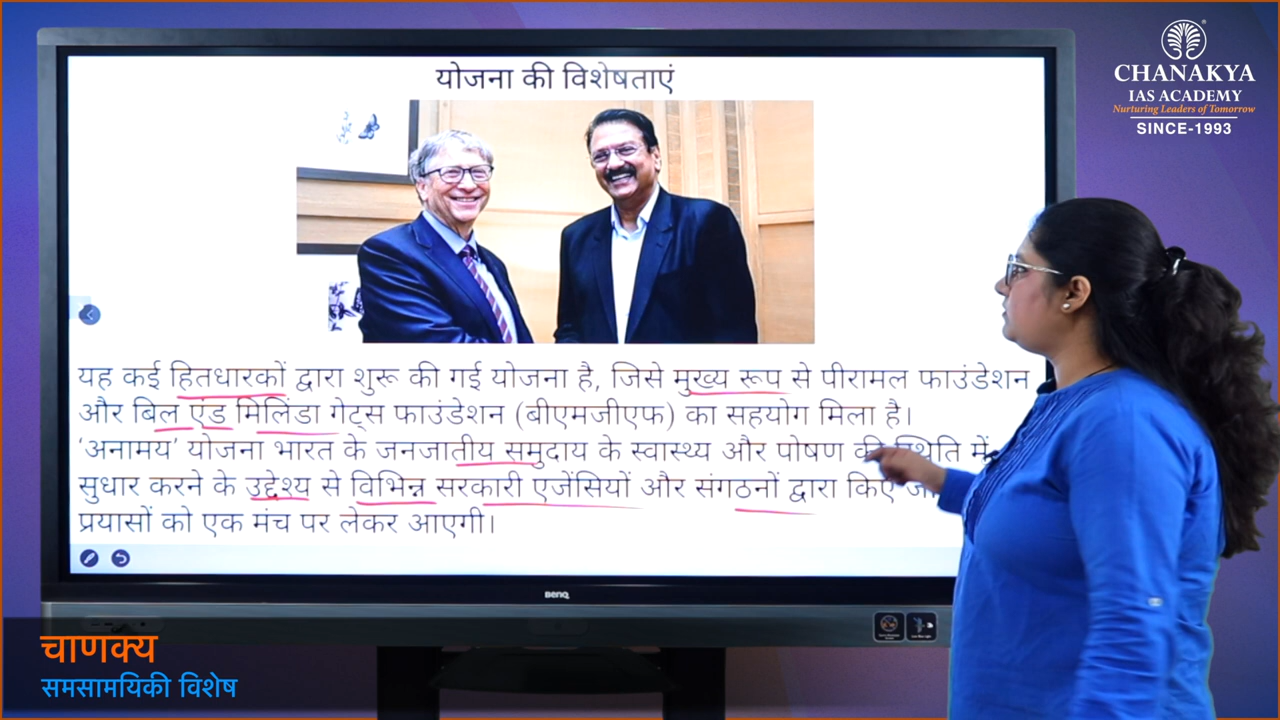 योजना की विशेषताएं
CHANAKYA
IAS ACADEMY
Nurturing Leaders of Tomorrow
SINCE-1993
यह कई हितधारकों द्वारा शुरू की गई योजना है, जिसे मुख्य रूप से पीरामल फाउंडेशन
और बिल एंड मिलिंडा गेट्स फाउंडेशन (बीएमजीएफ) का सहयोग मिला है।
‘अनामय’ योजना भारत के जनजातीय समुदाय के स्वास्थ्य और पोषण की स्थिति में
सुधार करने के उद्देश्य से विभिन्न सरकारी एजेंसियों और संगठनों द्वारा किए
प्रयासों को एक मंच पर लेकर आएगी।
BenQ
चाणक्य
समसामयिकी विशेष